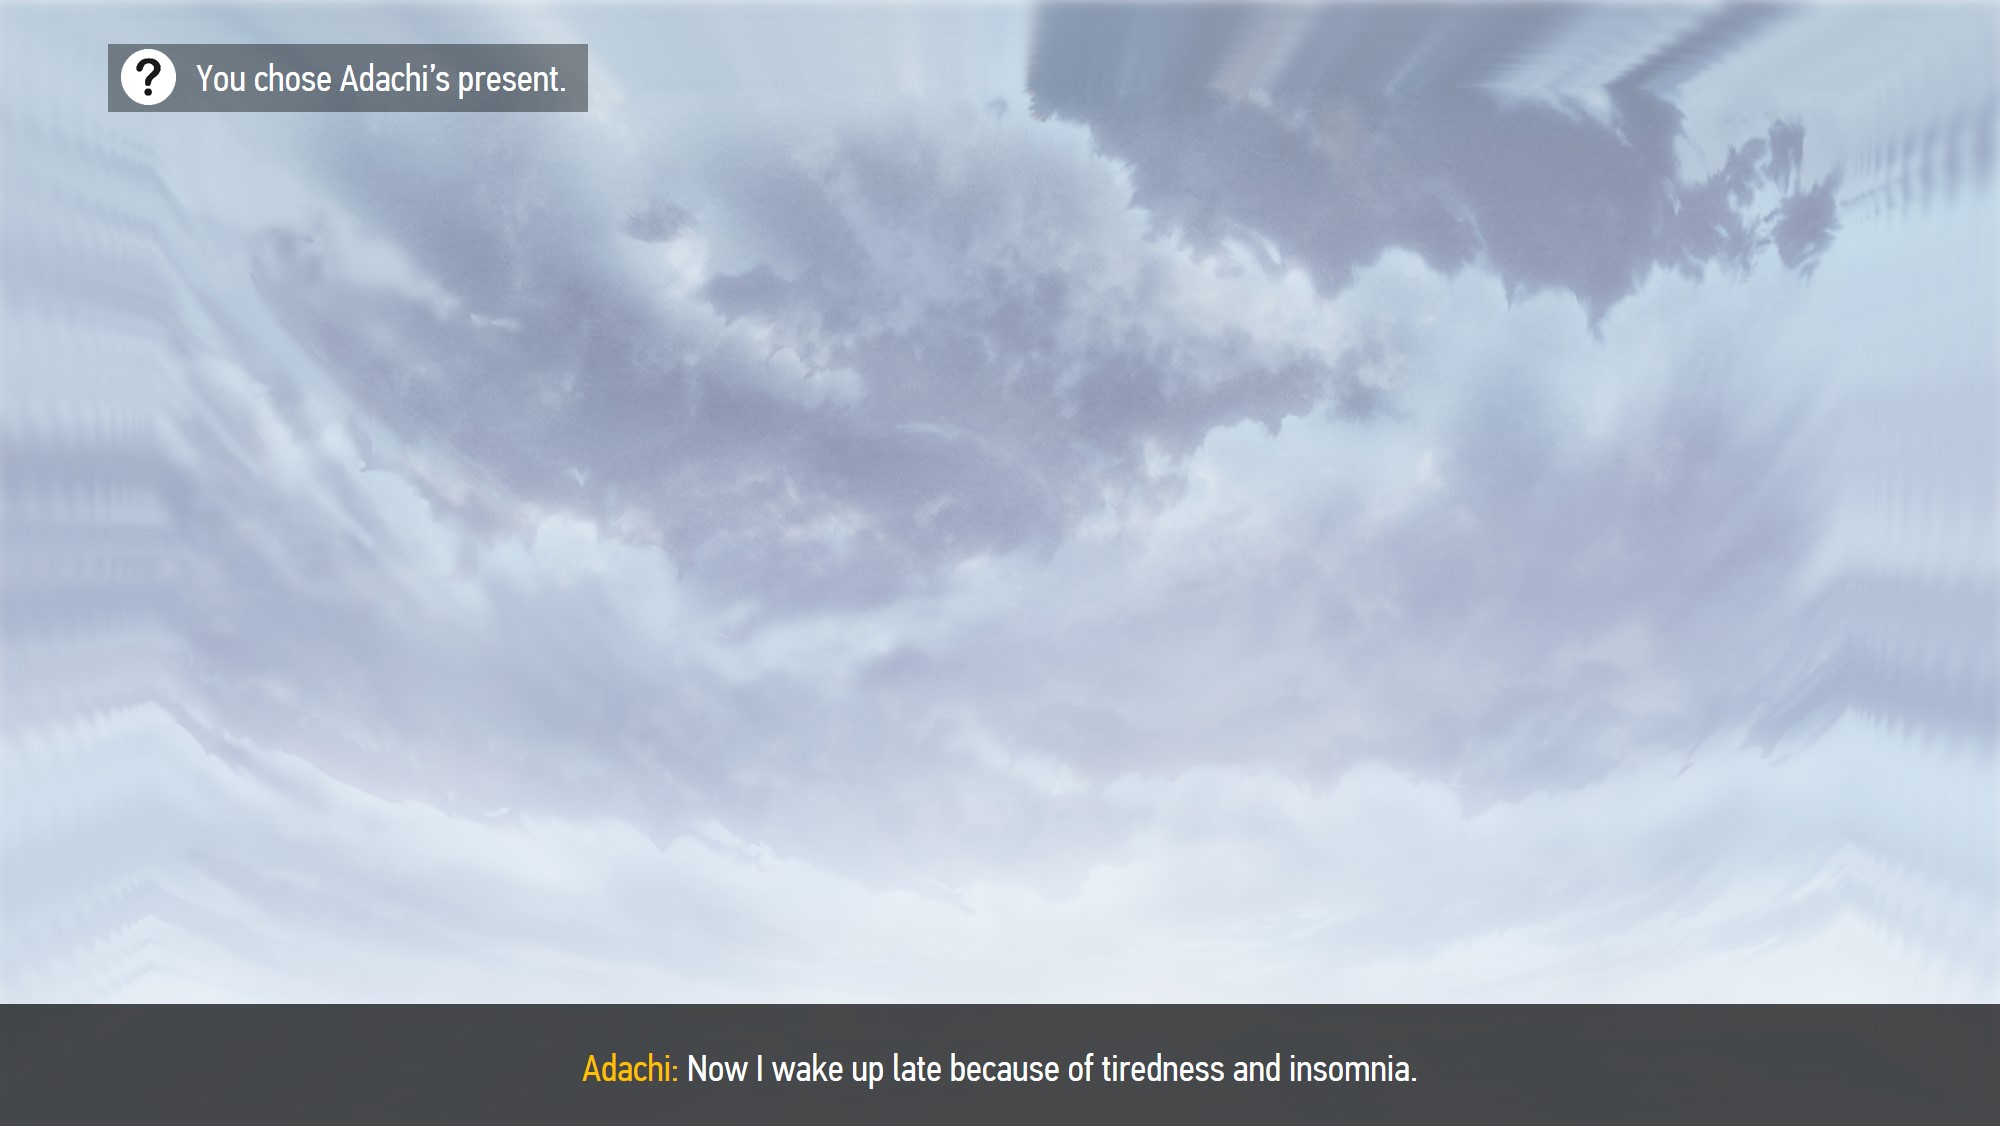 ? You chose Adachi’s present.
Adachi: Now I wake up late because of tiredness and insomnia.